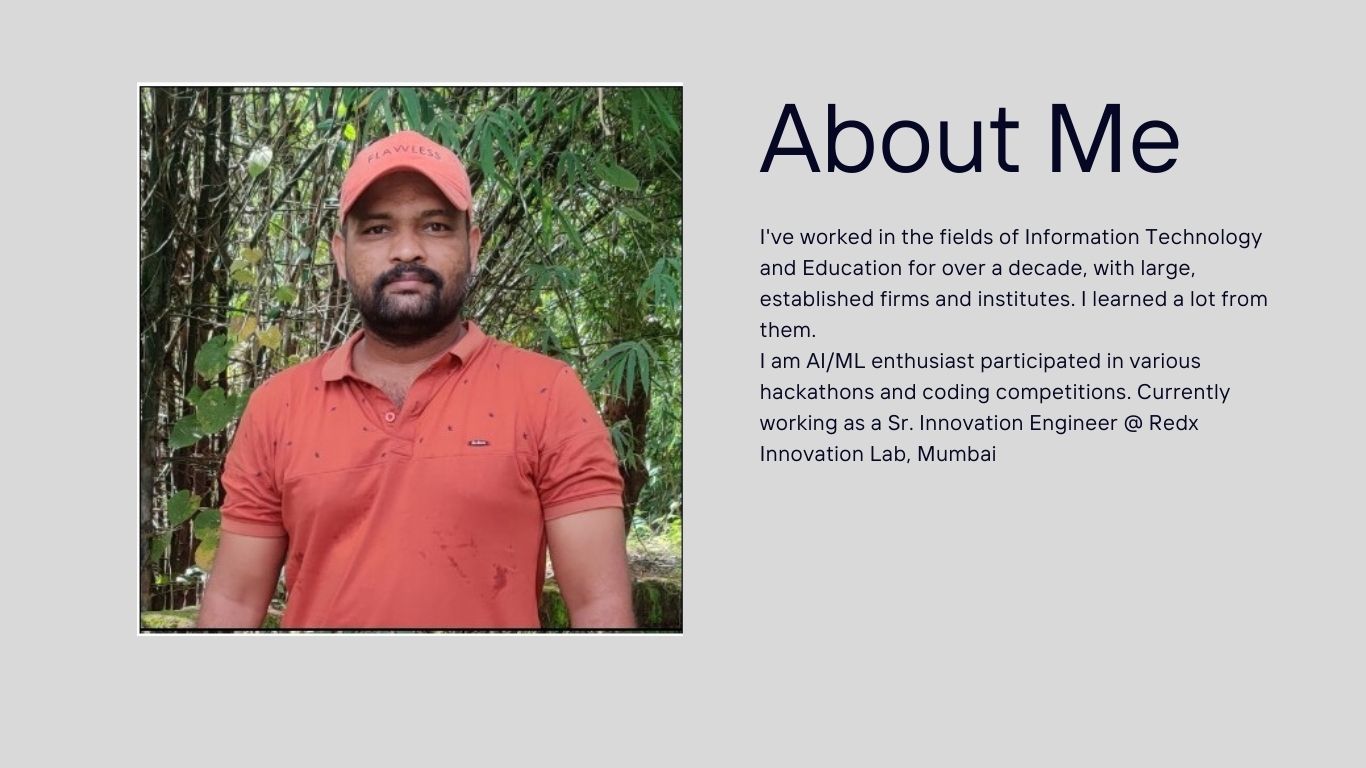 FLAWLESS
About Me
I've worked in the fields of Information Technology
and Education for over a decade, with large,
established firms and institutes. I learned a lot from
them.
I am AI/ML enthusiast participated in various
hackathons and coding competitions. Currently
working as a Sr. Innovation Engineer @ Redx
Innovation Lab, Mumbai